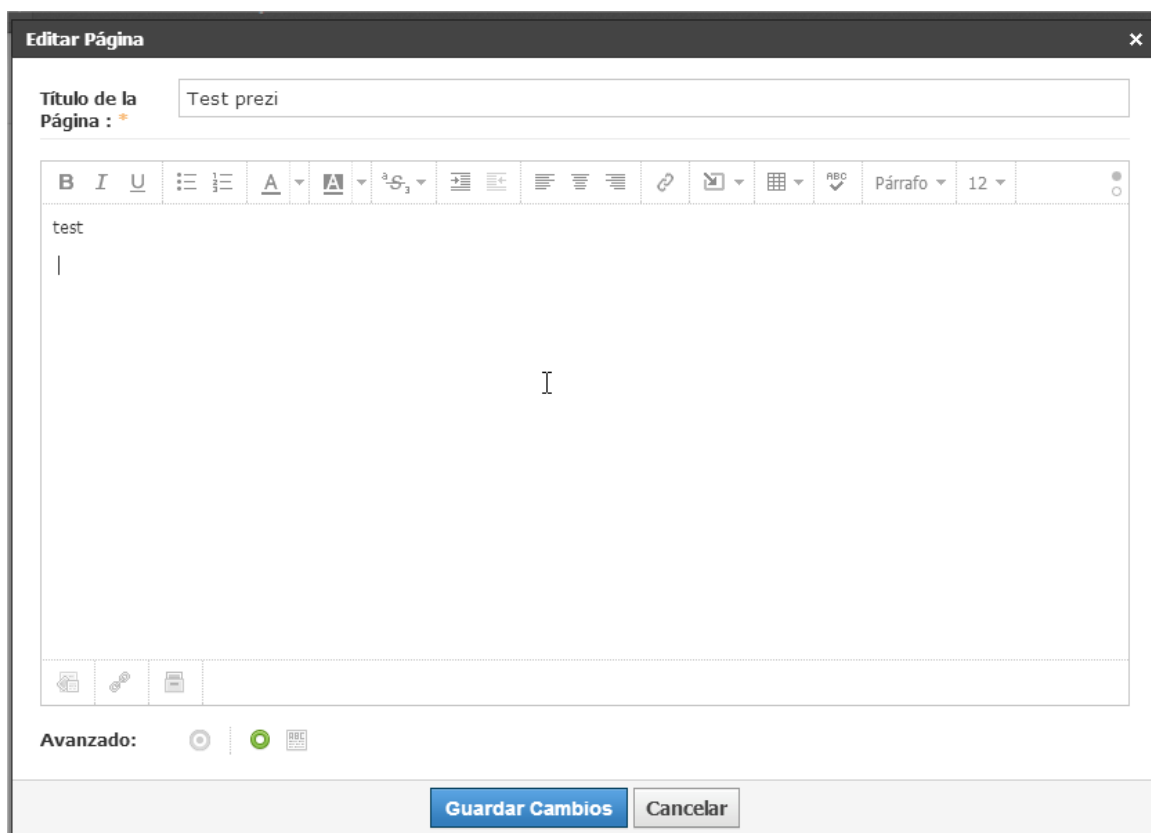 Editar Página
Título de la
Página : *
Test prezi
B I U A A S Párrafo 12
test
Avanzado:
Guardar Cambios Cancelar